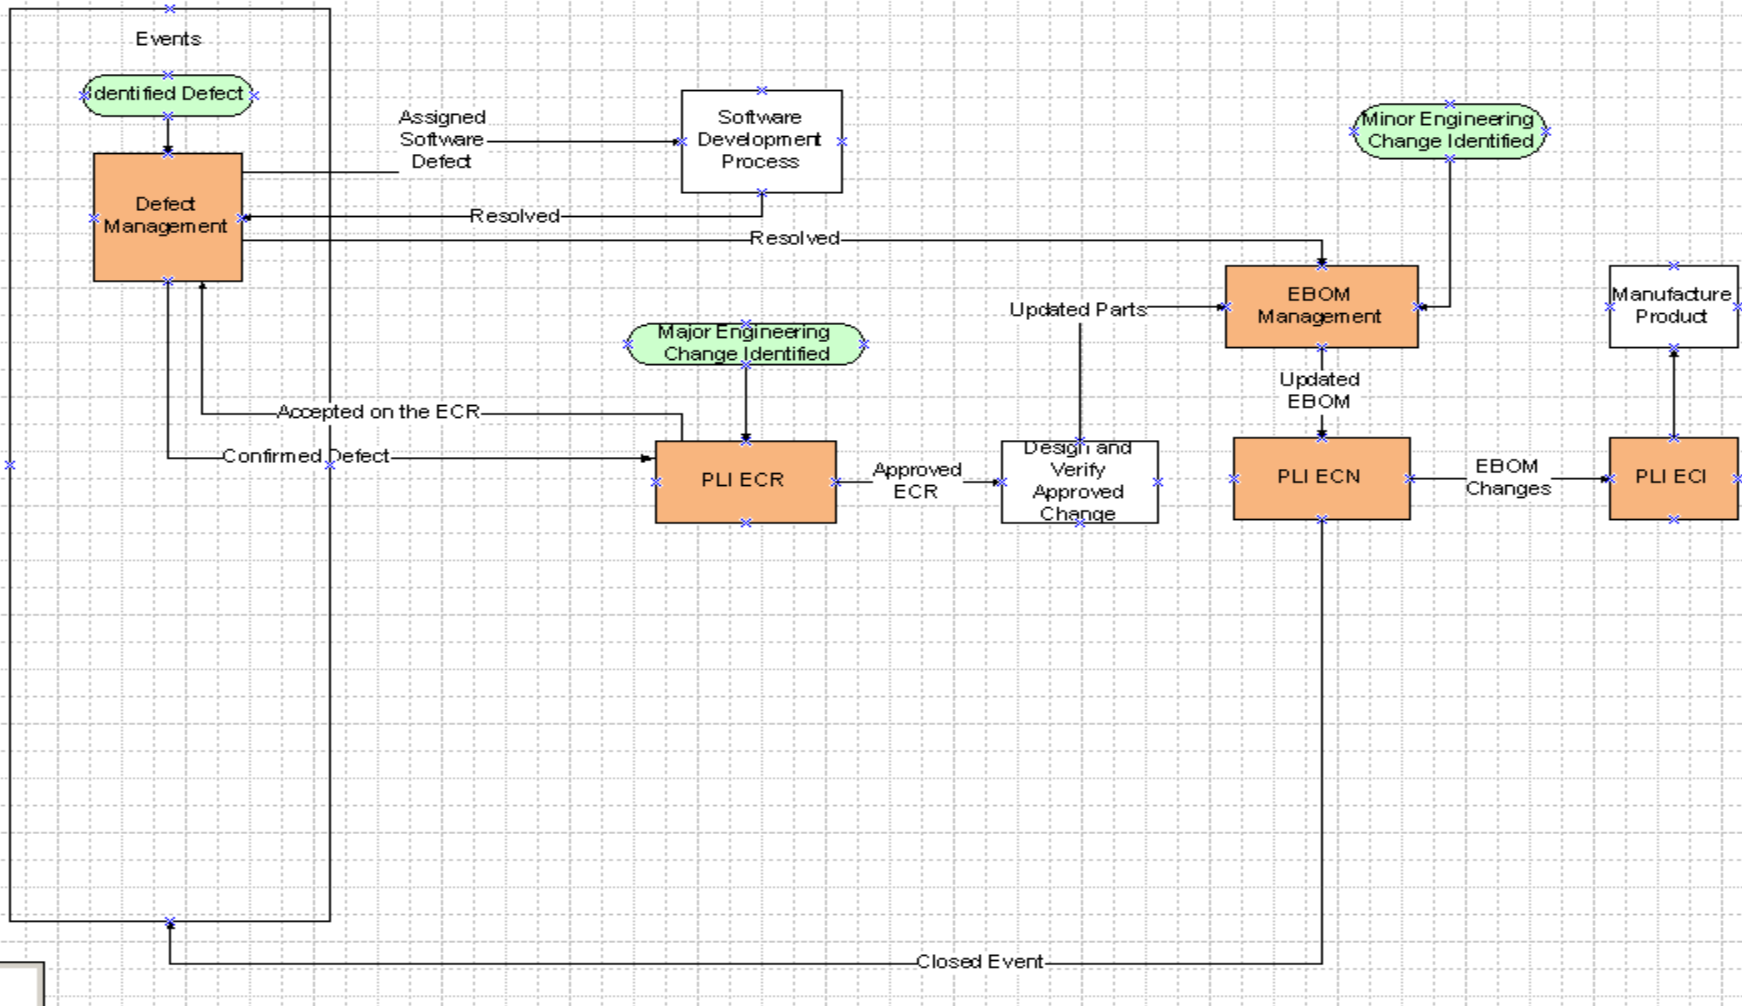 Events
Identified Defect
Assigned
Software
Defect
Software
Development
Process
Minor Engineering
Change Identified
Defect
Management
Resolved
Resolved
EBOM
Management
Manufacture
Product
Updated Parts
Major Engineering
Change Identified
Updated
EBOM
Accepted on the ECR
Confirmed Defect
PLI ECR
Approved
ECR
Design and
Verify
Approved
Change
PLI ECN
EBOM
Changes
PLI ECI
Closed Event